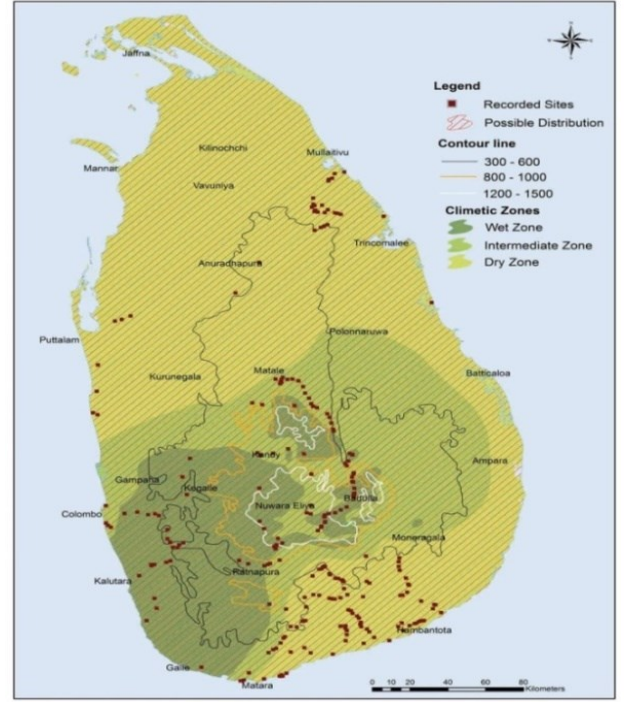 Jaffna
Legend
Recorded Sites
Possible Distribution
Contour line
300 - 600
800 - 1000
1200 - 1500
Climetic Zones
Wet Zone
Intermediate Zone
Dry Zone
Kilinochchi
Mullaitivu
Mannar
Vavuniya
Trincomalee
Anuradhapura
Polonnaruwa
Puttalam
Matale
Kurunegala
Batticaloa
Kandy
Ampara
Gampaha
Kegalle
Badulla
Nuwara Eliya
Colombo
Moneragala
Ratnapura
Kalutara
Hambantota
Galle
Matara
0 10 20 40 60 80
Kilometers